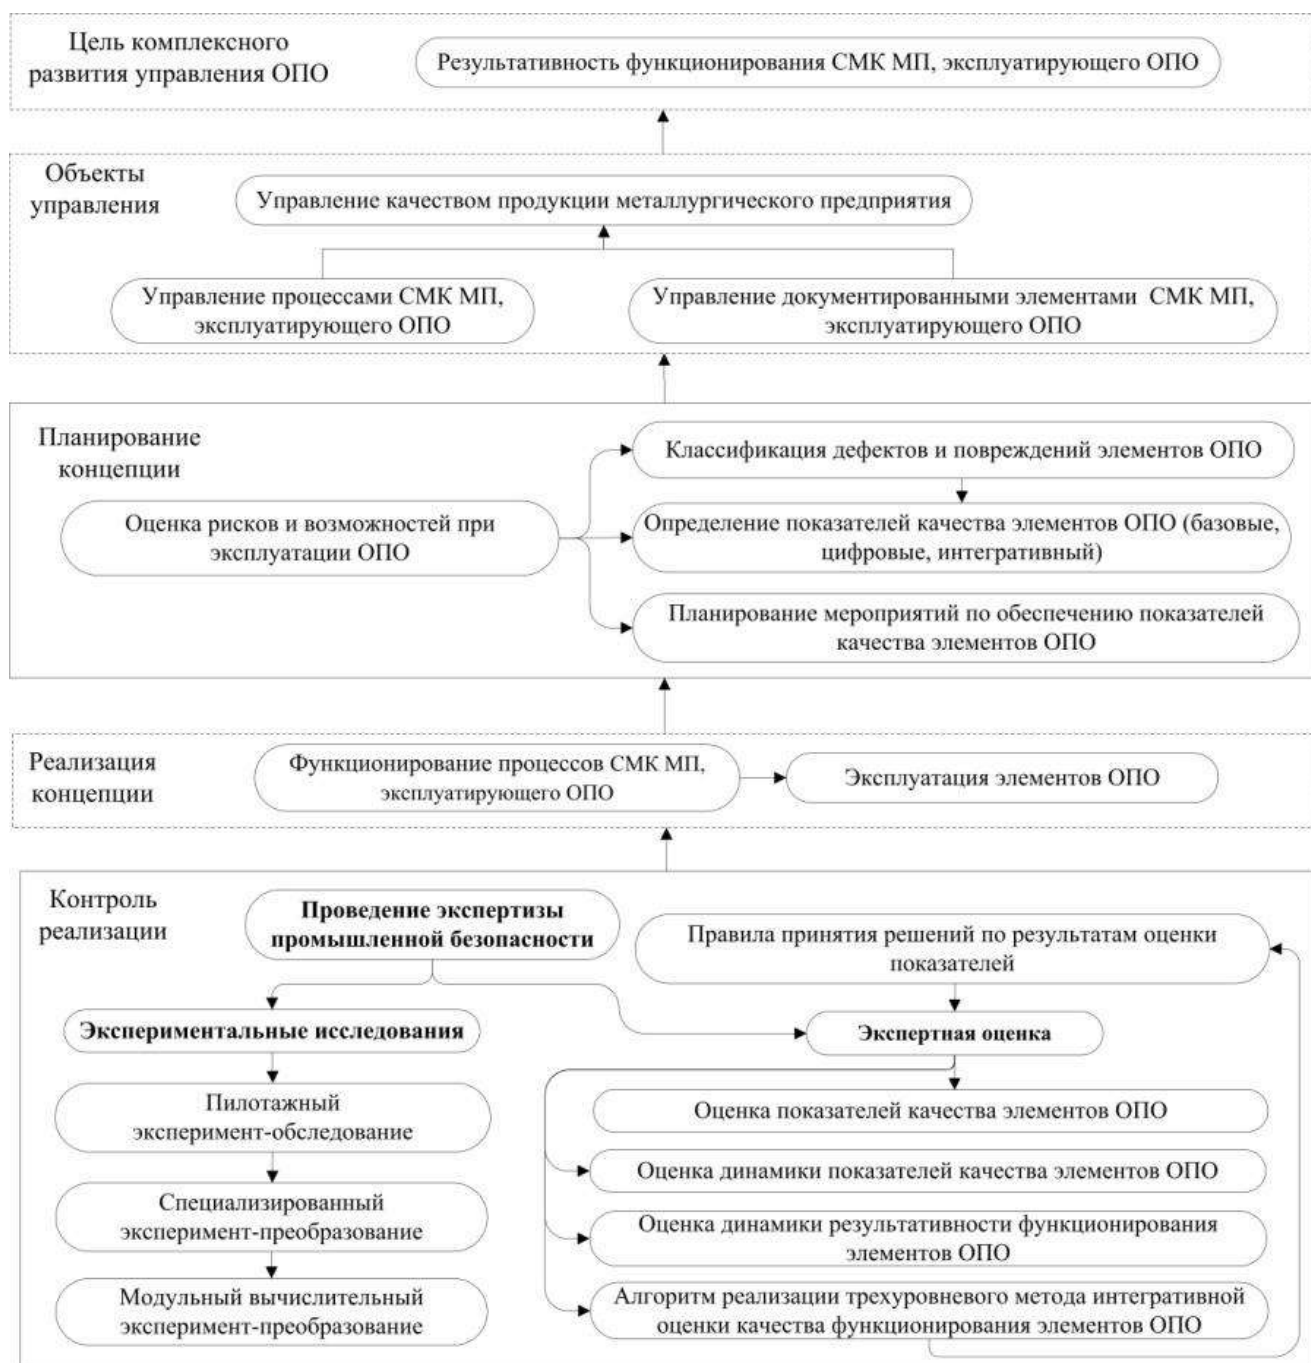 Цель комплексного
развития управления ОПО
Результативность функционирования СМК МП, эксплуатирующего ОПО
Объекты
управления
Управление качеством продукции металлургического предприятия
Управление процессами СМК МП,
эксплуатирующего ОПО
Управление документированными элементами СМК МП,
эксплуатирующего ОПО
Планирование
концепции
Оценка рисков и возможностей при
эксплуатации ОПО
Классификация дефектов и повреждений элементов ОПО
Определение показателей качества элементов ОПО (базовые,
цифровые, интегративный)
Планирование мероприятий по обеспечению показателей
качества элементов ОПО
Реализация
концепции
Функционирование процессов СМК МП,
эксплуатирующего ОПО
Эксплуатация элементов ОПО
Контроль
реализации
Проведение экспертизы
промышленной безопасности
Экспериментальные исследования
Пилотажный
эксперимент-обследование
Специализированный
эксперимент-преобразование
Модульный вычислительный
эксперимент-преобразование
Правила принятия решений по результатам оценки
показателей
Экспертная оценка
Оценка показателей качества элементов ОПО
Оценка динамики показателей качества элементов ОПО
Оценка динамики результативности функционирования
элементов ОПО
Алгоритм реализации трехуровневого метода интегративной
оценки качества функционирования элементов ОПО